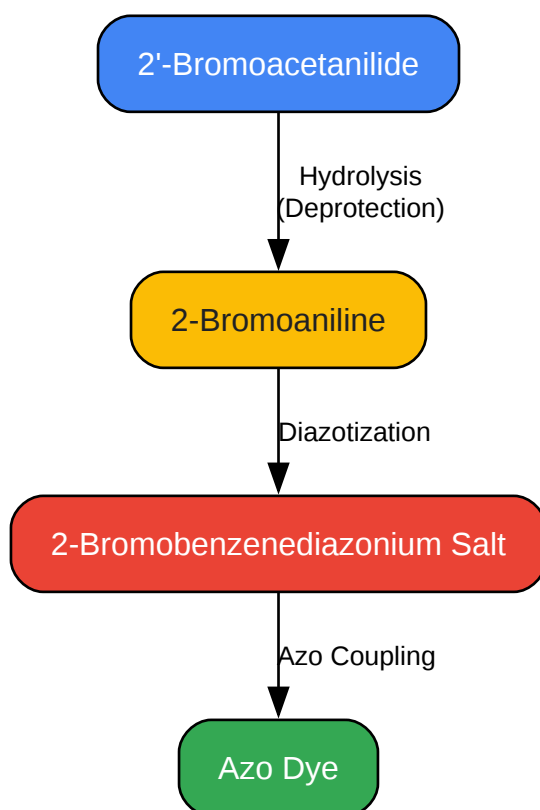 2'-Bromoacetanilide
Hydrolysis
(Deprotection)
2-Bromoaniline
Diazotization
2-Bromobenzenediazonium Salt
Azo Coupling
Azo Dye